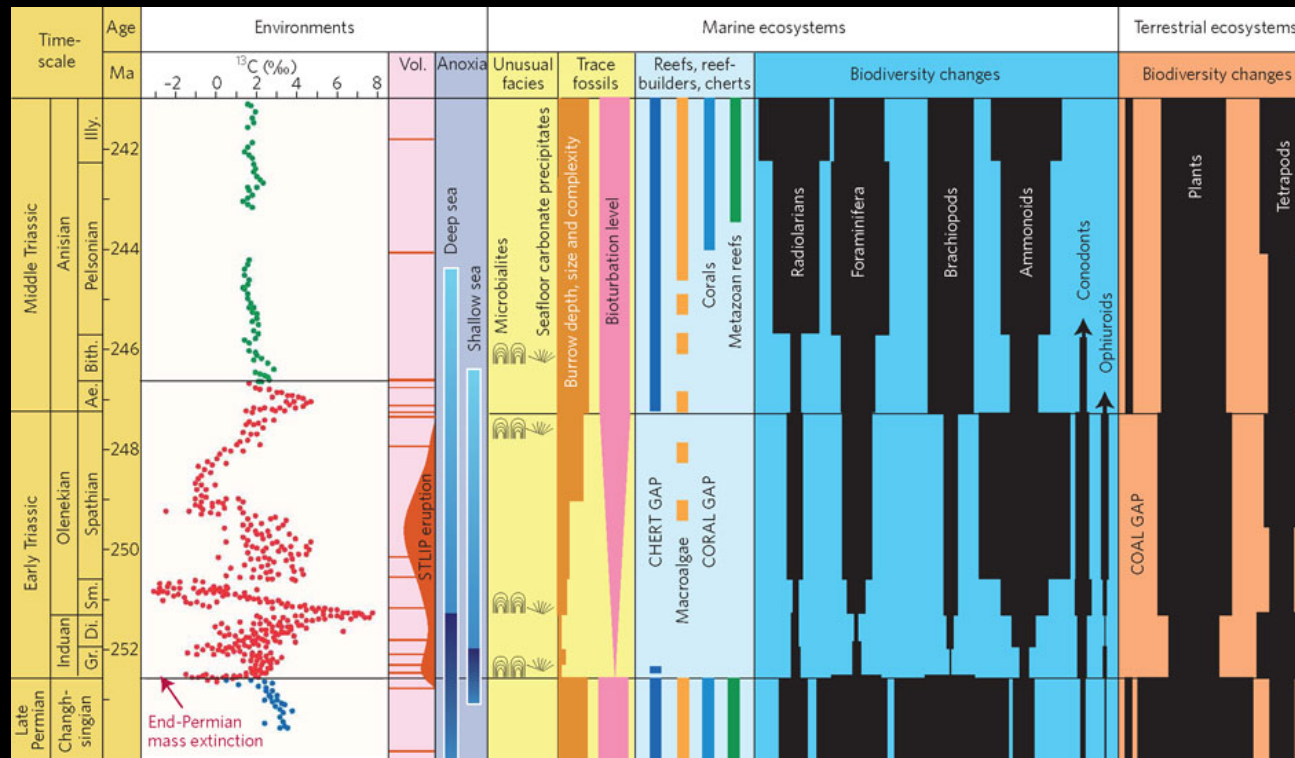 Time-
scale
Age
Ma
Environments
Marine ecosystems
Terrestrial ecosystems
13C (‰)
-2 0 2 4 6 8
Vol.
Anoxia
Unusual
facies
Trace
fossils
Reefs, reef-
builders, cherts
Biodiversity changes
Biodiversity changes
Middle Triassic
Early Triassic
Late
Permian
Anisian
Olenekian
Induan
Changh-
singian
Illy.
Pelsonian
Bith.
Ae.
Spathian
Sm.
Di.
Gr.
-242
-244
-246
-248
-250
-252
End-Permian
mass extinction
STLIP eruption
Deep sea
Shallow sea
Microbialites
Seafloor carbonate precipitates
Burrow depth, size and complexity
Bioturbation level
CHERT GAP
Macroalgae
CORAL GAP
Corals
Metazoan reefs
Radiolarians
Foraminifera
Brachiopods
Ammonoids
Conodonts
Ophiuroids
COAL GAP
Plants
Tetrapods